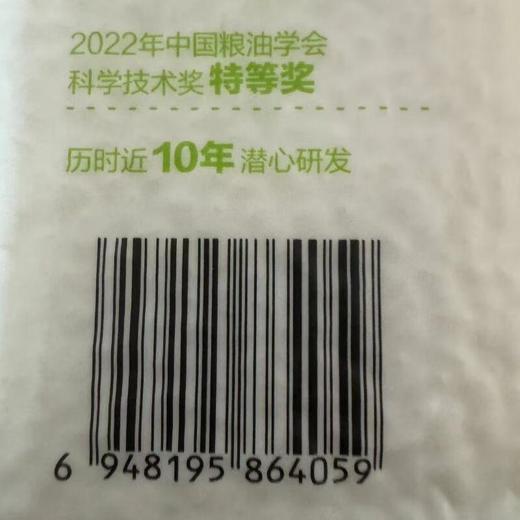 2022年中国粮油学会
科学技术奖特等奖
历时近10年潜心研发
6 948195 864059